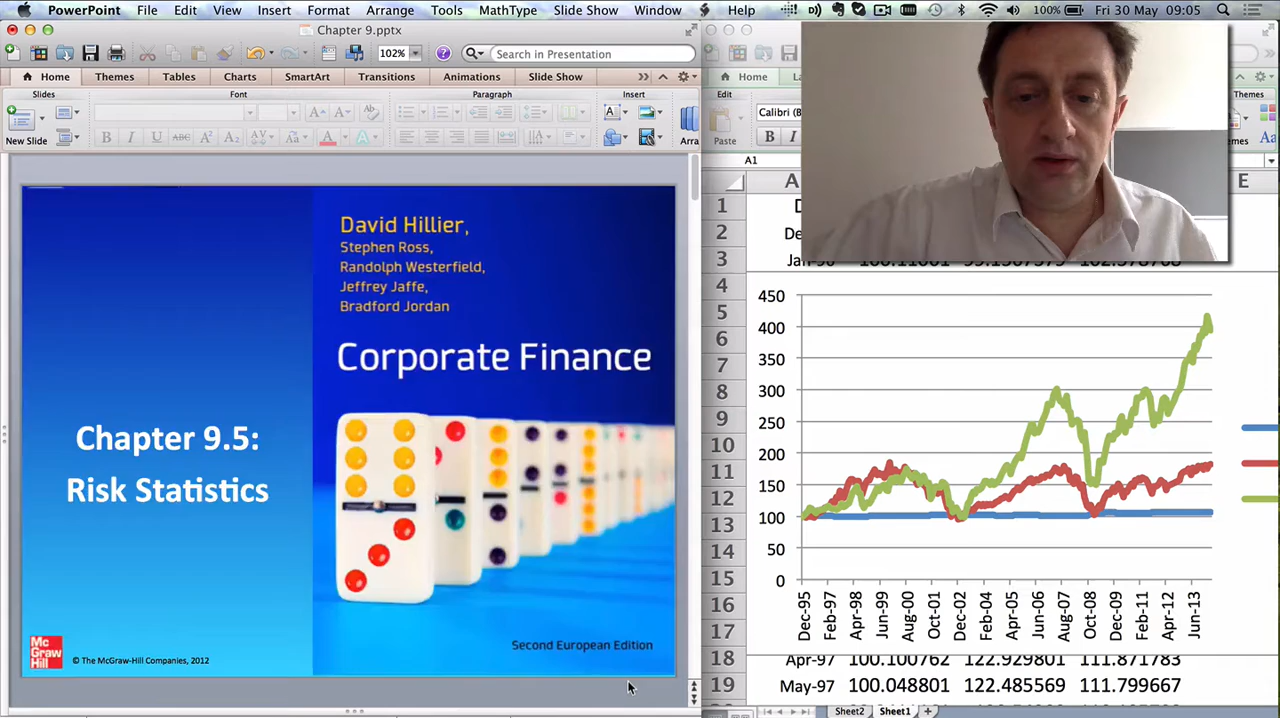 PowerPoint File Edit View Insert Format Arrange Tools MathType Slide Show Window Help 100% Fri 30 May 09:05
Chapter 9.pptx
102% Search in Presentation
Home Themes Tables Charts SmartArt Transitions Animations Slide Show
Slides Font Paragraph Insert
New Slide
B I U ABC
Arra
David Hillier,
Stephen Ross,
Randolph Westerfield,
Jeffrey Jaffe,
Bradford Jordan
Corporate Finance
Chapter 9.5:
Risk Statistics
Second European Edition
Mc
Graw
Hill
© The McGraw-Hill Companies, 2012
Home La
Edit
Themes
Calibri (B
Paste B I
emes Aa
A1
A E
1
2 De
3
4
5
6
7
8
9
10
11
12
13
14
15
16
17
18
19
450
400
350
300
250
200
150
100
50
0
Dec-95
Feb-97
Apr-98
Jun-99
Aug-00
Oct-01
Dec-02
Feb-04
Apr-05
Jun-06
Aug-07
Oct-08
Dec-09
Feb-11
Apr-12
Jun-13
Apr-97 100.100762 122.929801 111.871783
May-97 100.048801 122.485569 111.799667
Sheet2 Sheet1